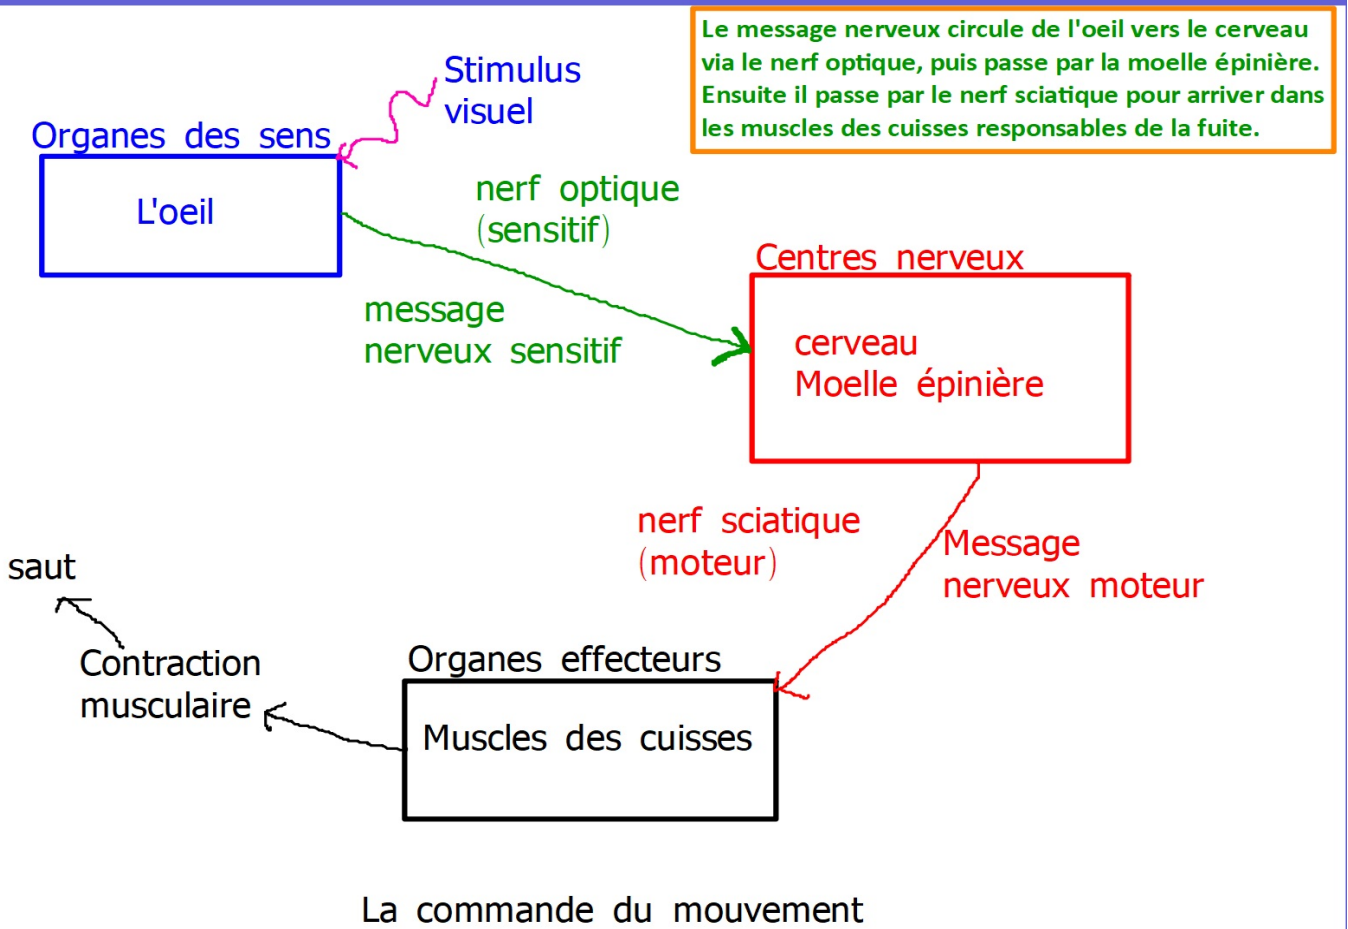 Le message nerveux circule de l'oeil vers le cerveau
via le nerf optique, puis passe par la moelle épinière.
Ensuite il passe par le nerf sciatique pour arriver dans
les muscles des cuisses responsables de la fuite.
Stimulus
visuel
Organes des sens
L'oeil
nerf optique
(sensitif)
message
nerveux sensitif
Centres nerveux
cerveau
Moelle épinière
nerf sciatique
(moteur)
Message
nerveux moteur
saut
Contraction
musculaire
Organes effecteurs
Muscles des cuisses
La commande du mouvement